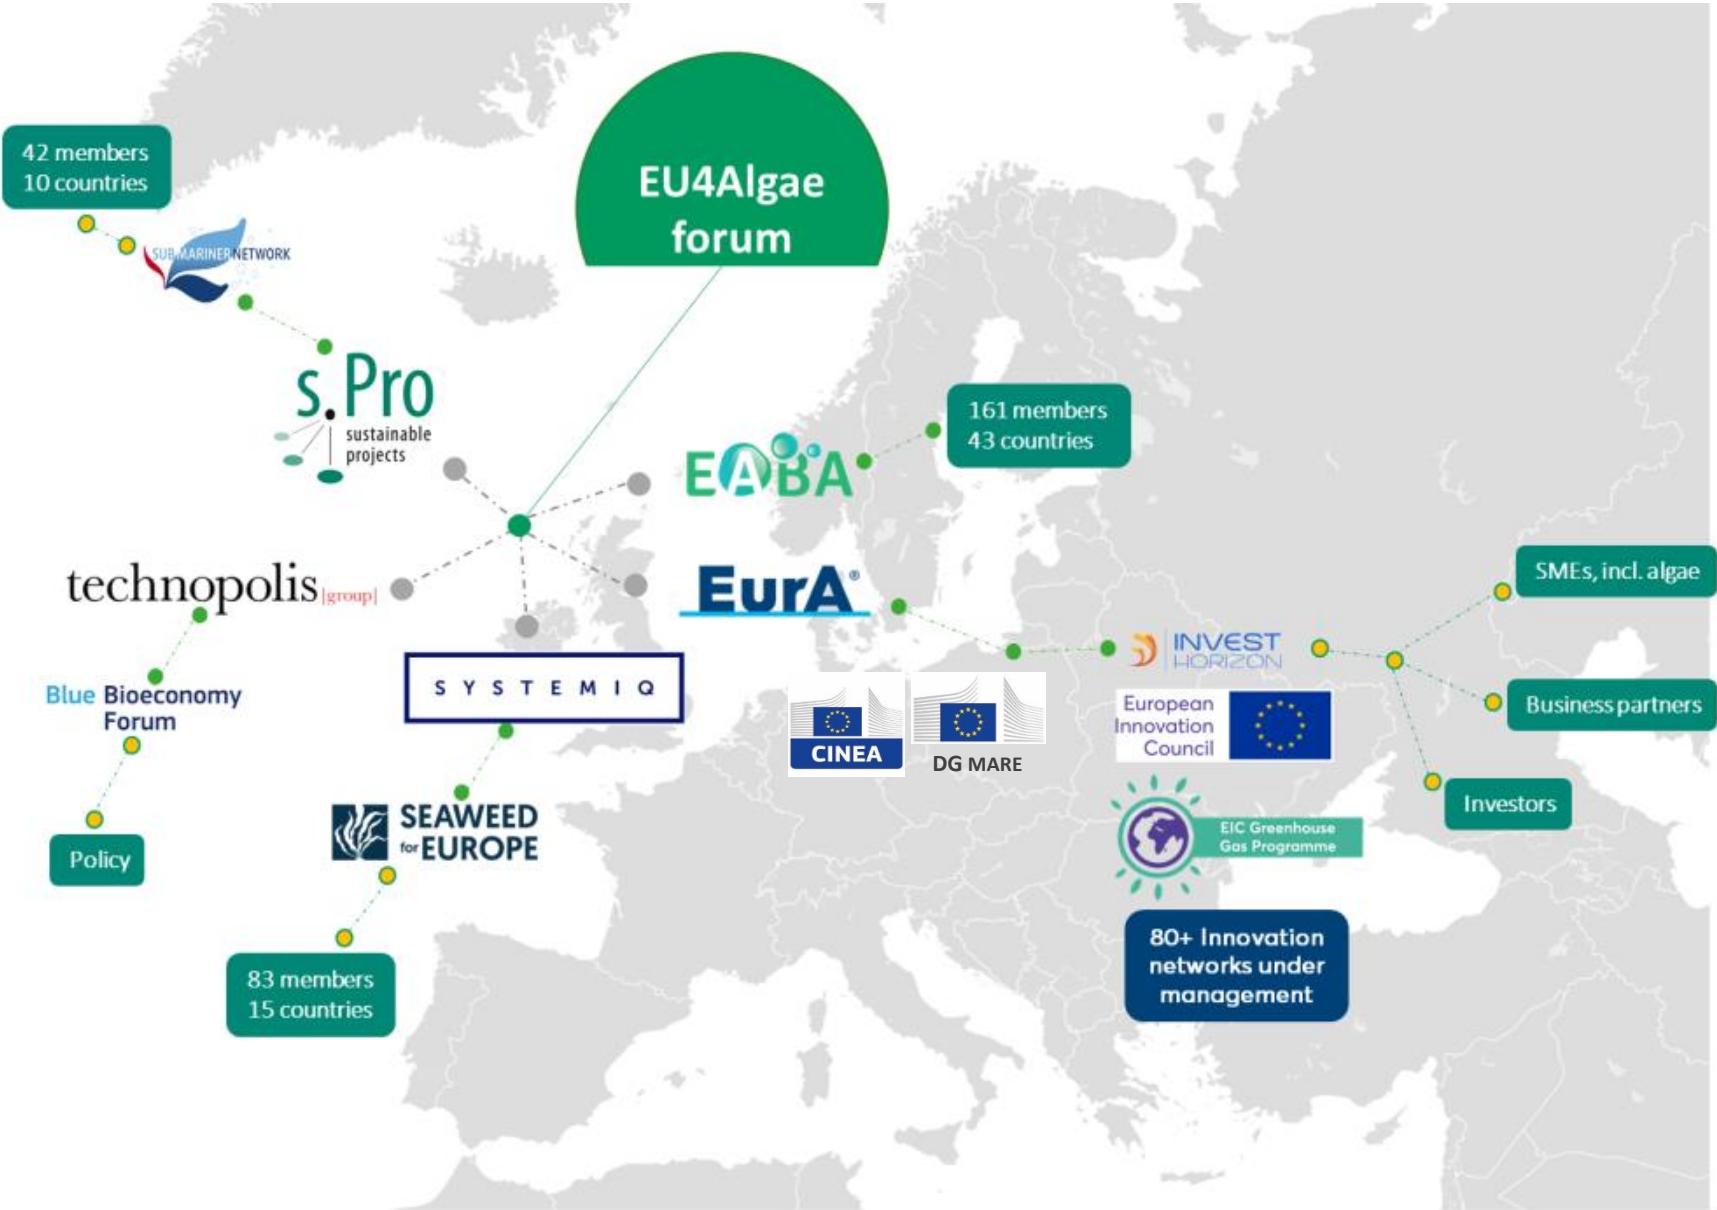 EU4Algae
forum
42 members
10 countries
SUBMARINER NETWORK
s.Pro
sustainable
projects
161 members
43 countries
EABA
technopolis |group|
EurA®
SMEs, incl. algae
INVEST
HORIZON
Blue Bioeconomy
Forum
SYSTEMIQ
Business partners
European
Innovation
Council
CINEA
DG MARE
Investors
SEAWEED
for EUROPE
EIC Greenhouse
Gas Programme
Policy
80+ Innovation
networks under
management
83 members
15 countries